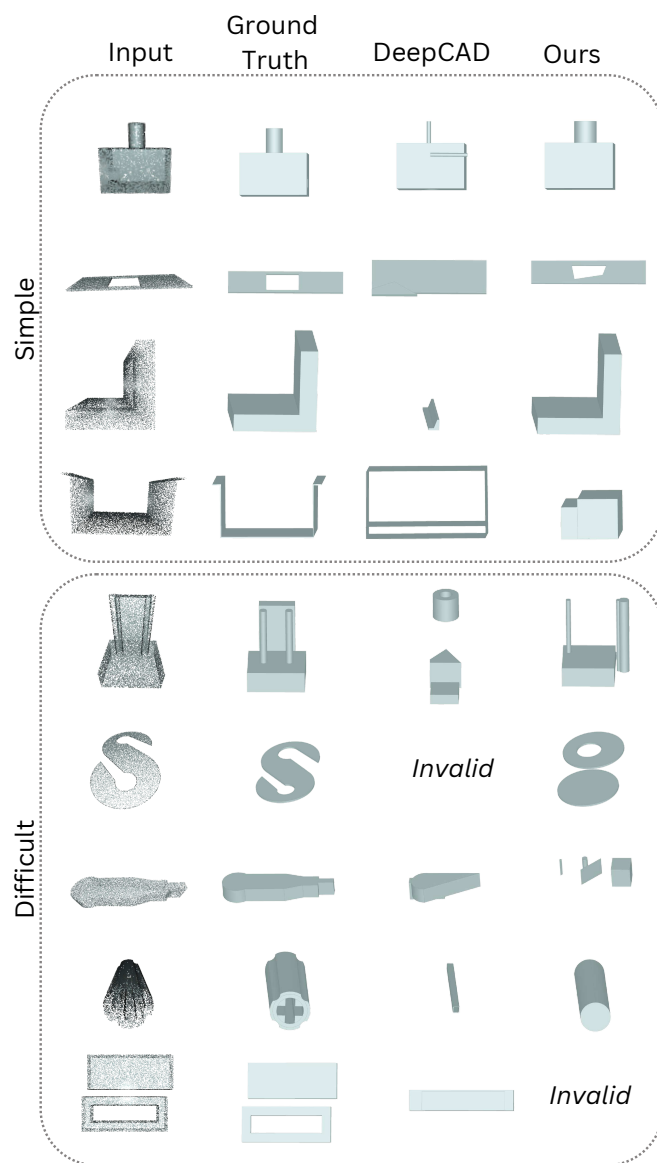 Input
Ground
Truth
DeepCAD
Ours
Simple
Difficult
Invalid
Invalid